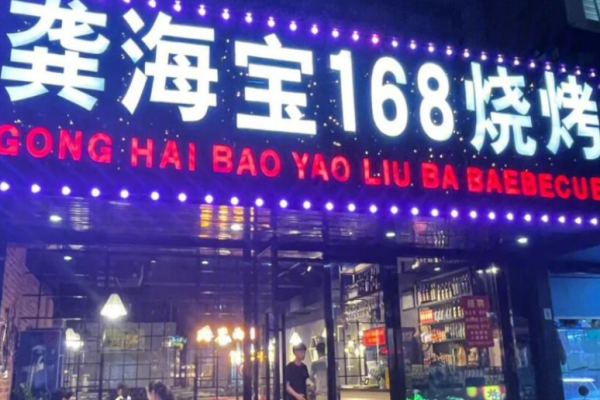 龚海宝168烧烤
GONG HAI BAO YAO LIU BA BAEBECUE